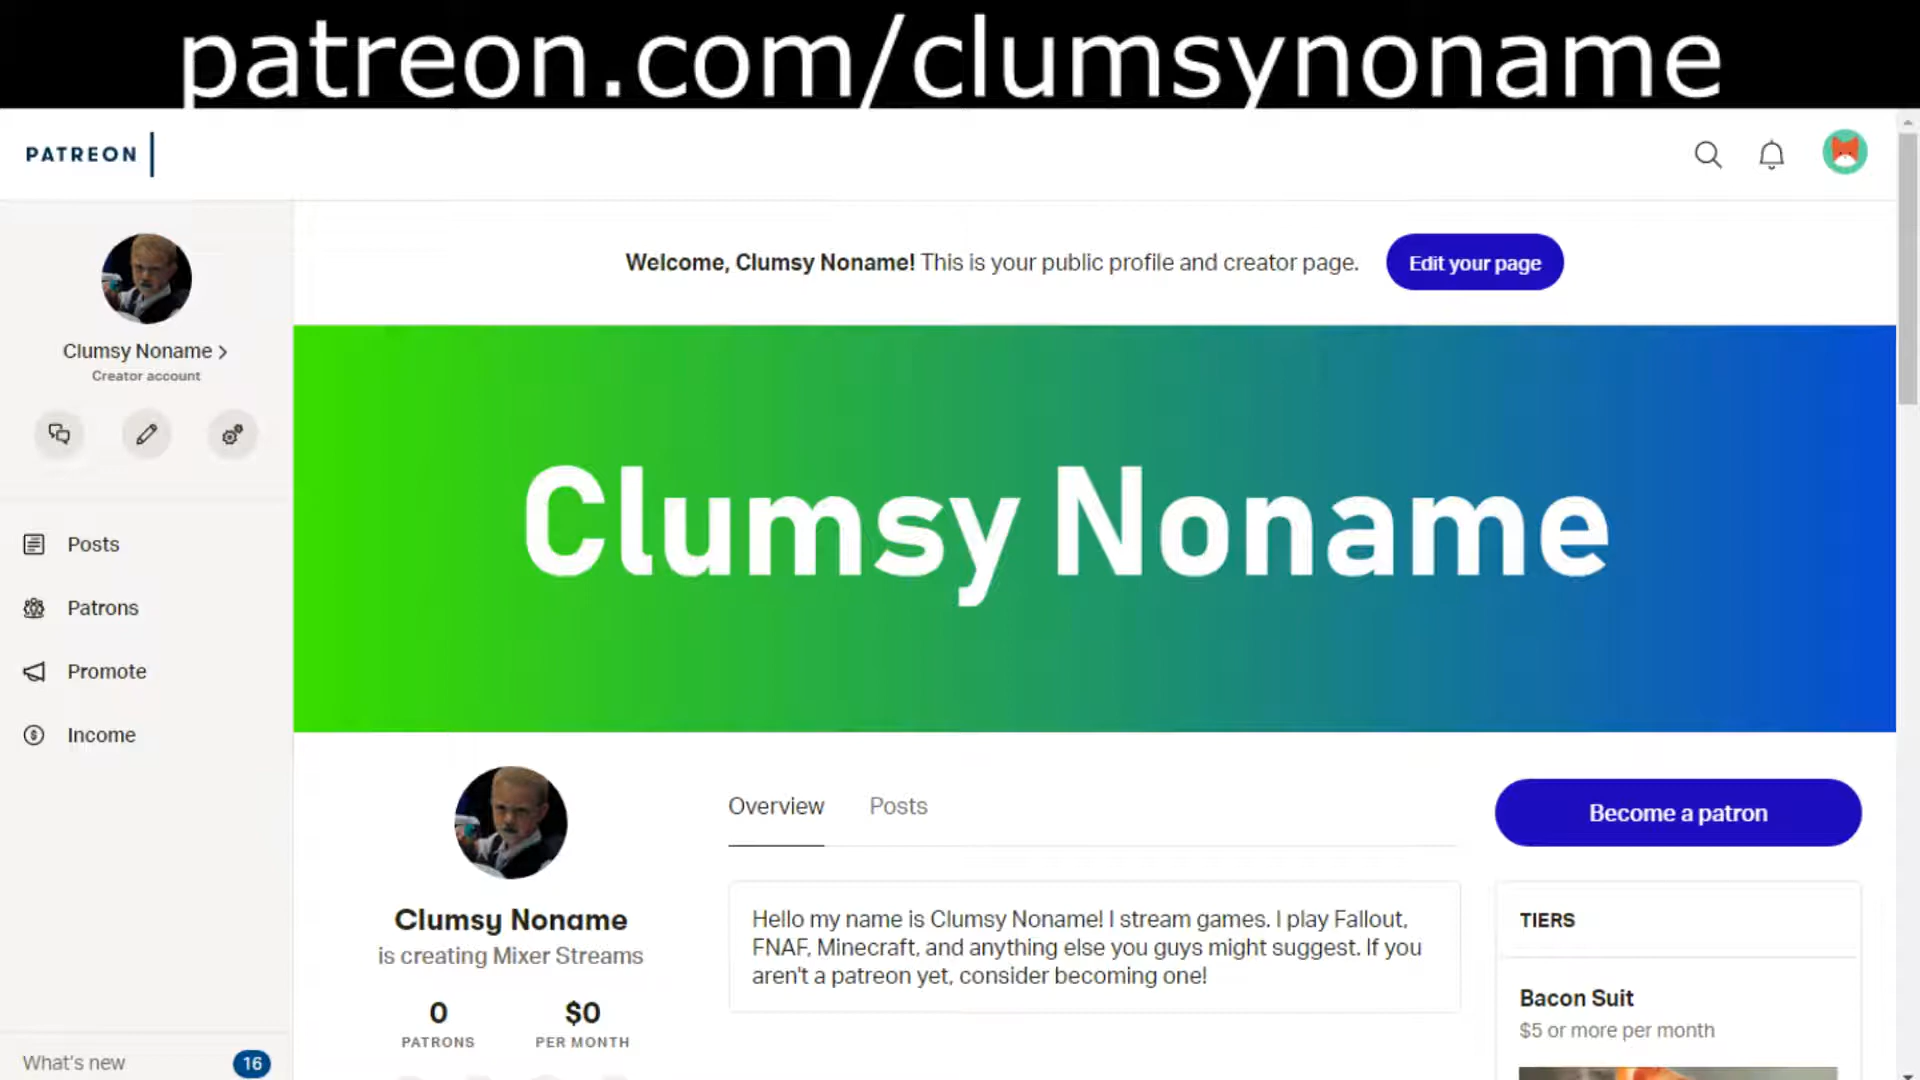 patreon.com/clumsynoname
PATREON
Welcome, Clumsy Noname! This is your public profile and creator page.
Edit your page
Clumsy Noname
Creator account
Posts
Patrons
Promote
Income
What's new
16
Clumsy Noname
Clumsy Noname
is creating Mixer Streams
0
PATRONS
$0
PER MONTH
Overview
Posts
Hello my name is Clumsy Noname! I stream games. I play Fallout,
FNAF, Minecraft, and anything else you guys might suggest. If you
aren't a patreon yet, consider becoming one!
Become a patron
TIERS
Bacon Suit
$5 or more per month